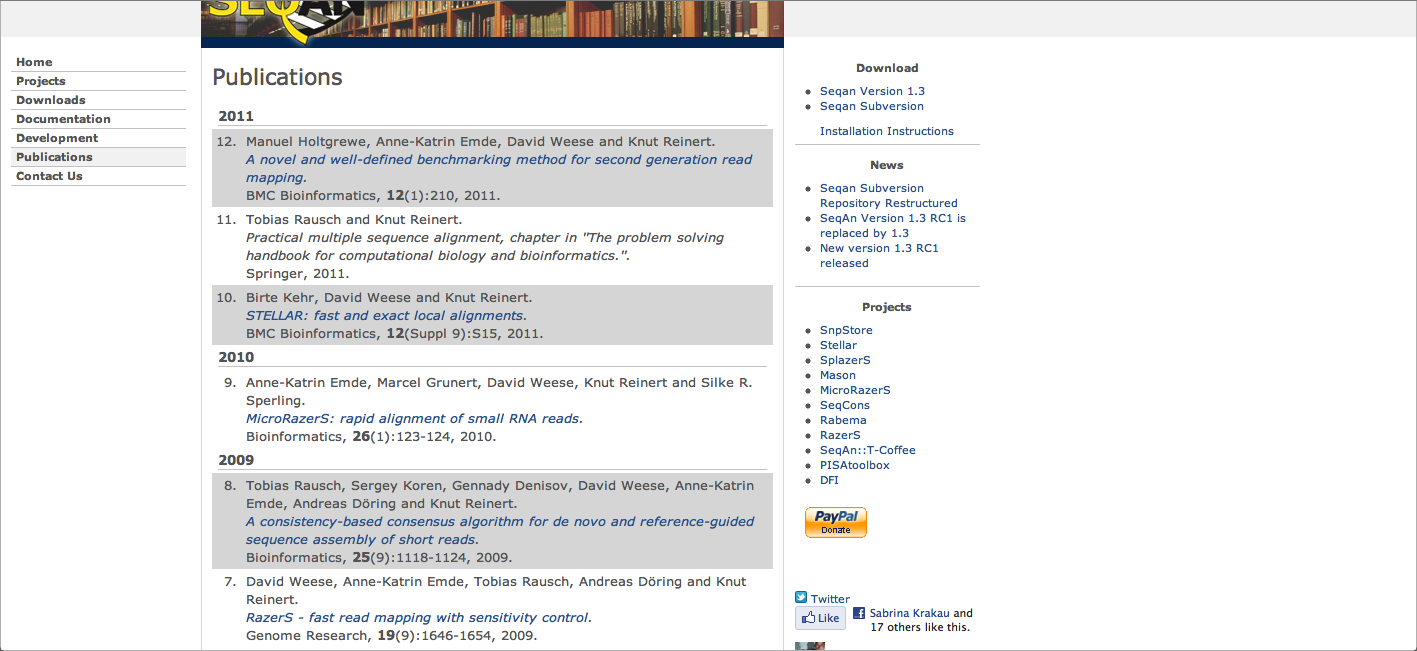 SEQAN
Home
Projects
Downloads
Documentation
Development
Publications
Contact Us
Publications
2011
12. Manuel Holtgrewe, Anne-Katrin Emde, David Weese and Knut Reinert.
A novel and well-defined benchmarking method for second generation read
mapping.
BMC Bioinformatics, 12(1):210, 2011.
11. Tobias Rausch and Knut Reinert.
Practical multiple sequence alignment, chapter in "The problem solving
handbook for computational biology and bioinformatics.".
Springer, 2011.
10. Birte Kehr, David Weese and Knut Reinert.
STELLAR: fast and exact local alignments.
BMC Bioinformatics, 12(Suppl 9):S15, 2011.
2010
9. Anne-Katrin Emde, Marcel Grunert, David Weese, Knut Reinert and Silke R.
Sperling.
MicroRazerS: rapid alignment of small RNA reads.
Bioinformatics, 26(1):123-124, 2010.
2009
8. Tobias Rausch, Sergey Koren, Gennady Denisov, David Weese, Anne-Katrin
Emde, Andreas Döring and Knut Reinert.
A consistency-based consensus algorithm for de novo and reference-guided
sequence assembly of short reads.
Bioinformatics, 25(9):1118-1124, 2009.
7. David Weese, Anne-Katrin Emde, Tobias Rausch, Andreas Döring and Knut
Reinert.
RazerS - fast read mapping with sensitivity control.
Genome Research, 19(9):1646-1654, 2009.
Download
Seqan Version 1.3
Seqan Subversion
Installation Instructions
News
Seqan Subversion
Repository Restructured
SeqAn Version 1.3 RC1 is
replaced by 1.3
New version 1.3 RC1
released
Projects
SnpStore
Stellar
SplazerS
Mason
MicroRazerS
SeqCons
Rabema
RazerS
SeqAn::T-Coffee
PISAtoolbox
DFI
PayPal
Donate
Twitter
Like
Sabrina Krakau and
17 others like this.